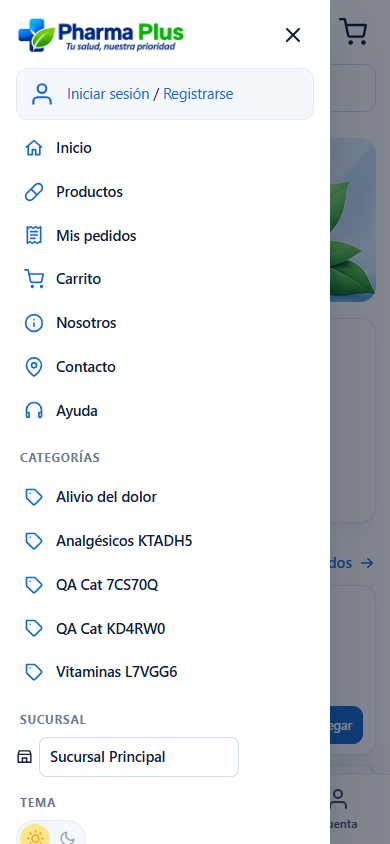 Pharma Plus
Tu salud, nuestra prioridad
Iniciar sesión / Registrarse
Inicio
Productos
Mis pedidos
Carrito
Nosotros
Contacto
Ayuda
CATEGORÍAS
Alivio del dolor
Analgésicos KTADH5
QA Cat 7CS70Q
QA Cat KD4RW0
Vitaminas L7VGG6
dos →
egar
SUCURSAL
Sucursal Principal
TEMA
uenta